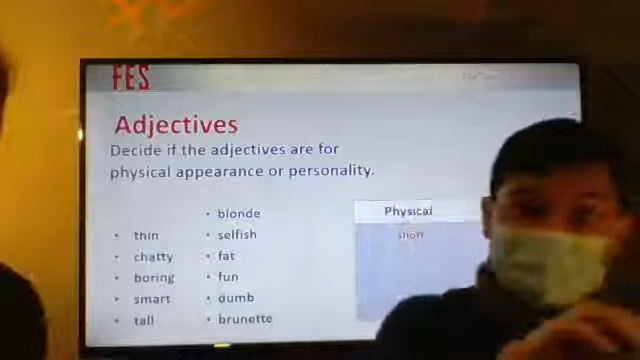 FES
Adjectives
Decide if the adjectives are for
physical appearance or personality.
• blonde
• thin
• selfish
• chatty
• fat
• boring
• fun
• smart
• dumb
• tall
• brunette
Physical
short